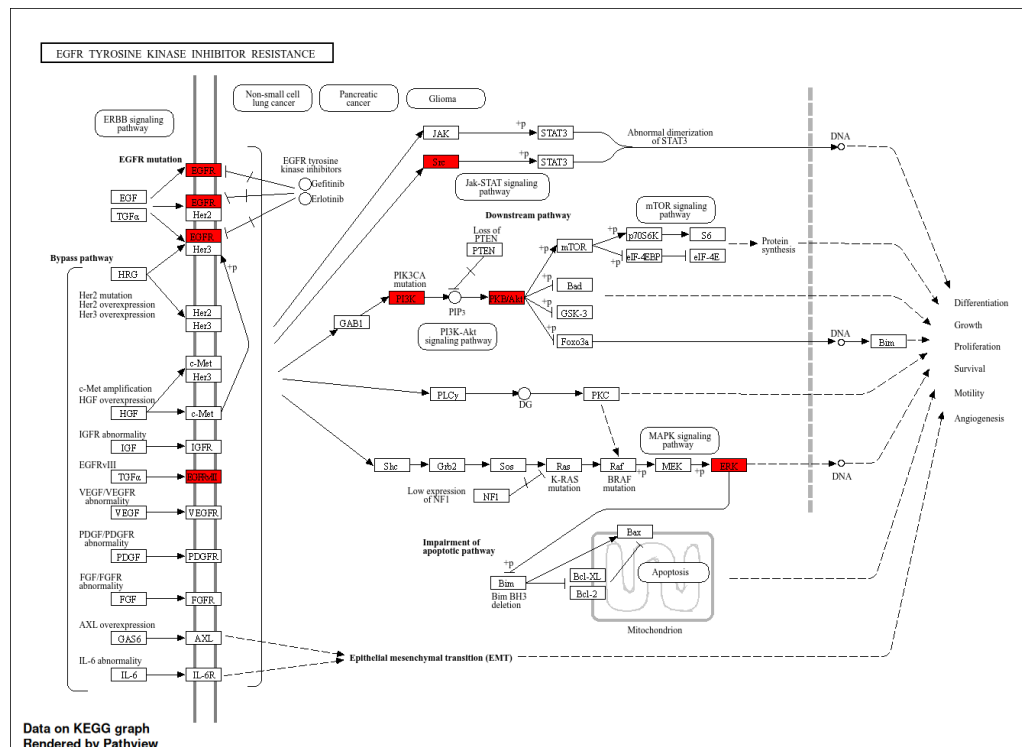 EGFR TYROSINE KINASE INHIBITOR RESISTANCE
Non-small cell
lung cancer
Pancreatic
cancer
Glioma
ERBB signaling
pathway
EGFR mutation
EGFR
EGF
TGFα
EGFR
Her2
EGFR
Her3
EGFR tyrosine
kinase inhibitors
Gefitinib
Erlotinib
Bypass pathway
HRG
+p
Her2 mutation
Her2 overexpression
Her3 overexpression
Her2
Her3
c-Met
Her3
c-Met amplification
HGF overexpression
HGF
c-Met
IGFR abnormality
IGF
IGFR
EGFRvIII
TGFα
EGFRvIII
VEGF/VEGFR
abnormality
VEGF
VEGFR
PDGF/PDGFR
abnormality
PDGF
PDGFR
FGF/FGFR
abnormality
FGF
FGFR
AXL overexpression
GAS6
AXL
IL-6 abnormality
IL-6
IL-6R
JAK
+p
STAT3
Src
+p
STAT3
Abnormal dimerization
of STAT3
DNA
Jak-STAT signaling
pathway
Downstream pathway
mTOR signaling
pathway
Loss of
PTEN
PTEN
+p
mTOR
+p
p70S6K
S6
+p
eIF-4EBP
eIF-4E
Protein
synthesis
PIK3CA
mutation
PI3K
PIP3
PKB/Akt
GAB1
PI3K-Akt
signaling pathway
+p
Bad
GSK-3
+p
Foxo3a
DNA
Bim
PLCγ
DG
PKC
MAPK signaling
pathway
Shc
Grb2
Sos
Ras
Raf
+p
MEK
+p
ERK
DNA
K-RAS
mutation
BRAF
mutation
Low expression
of NF1
NF1
Impairment of
apoptotic pathway
+p
Bim
Bim BH3
deletion
Bax
Bcl-XL
Bcl-2
Apoptosis
Mitochondrion
Epithelial mesenchymal transition (EMT)
Differentiation
Growth
Proliferation
Survival
Motility
Angiogenesis
Data on KEGG graph
Rendered by Pathview